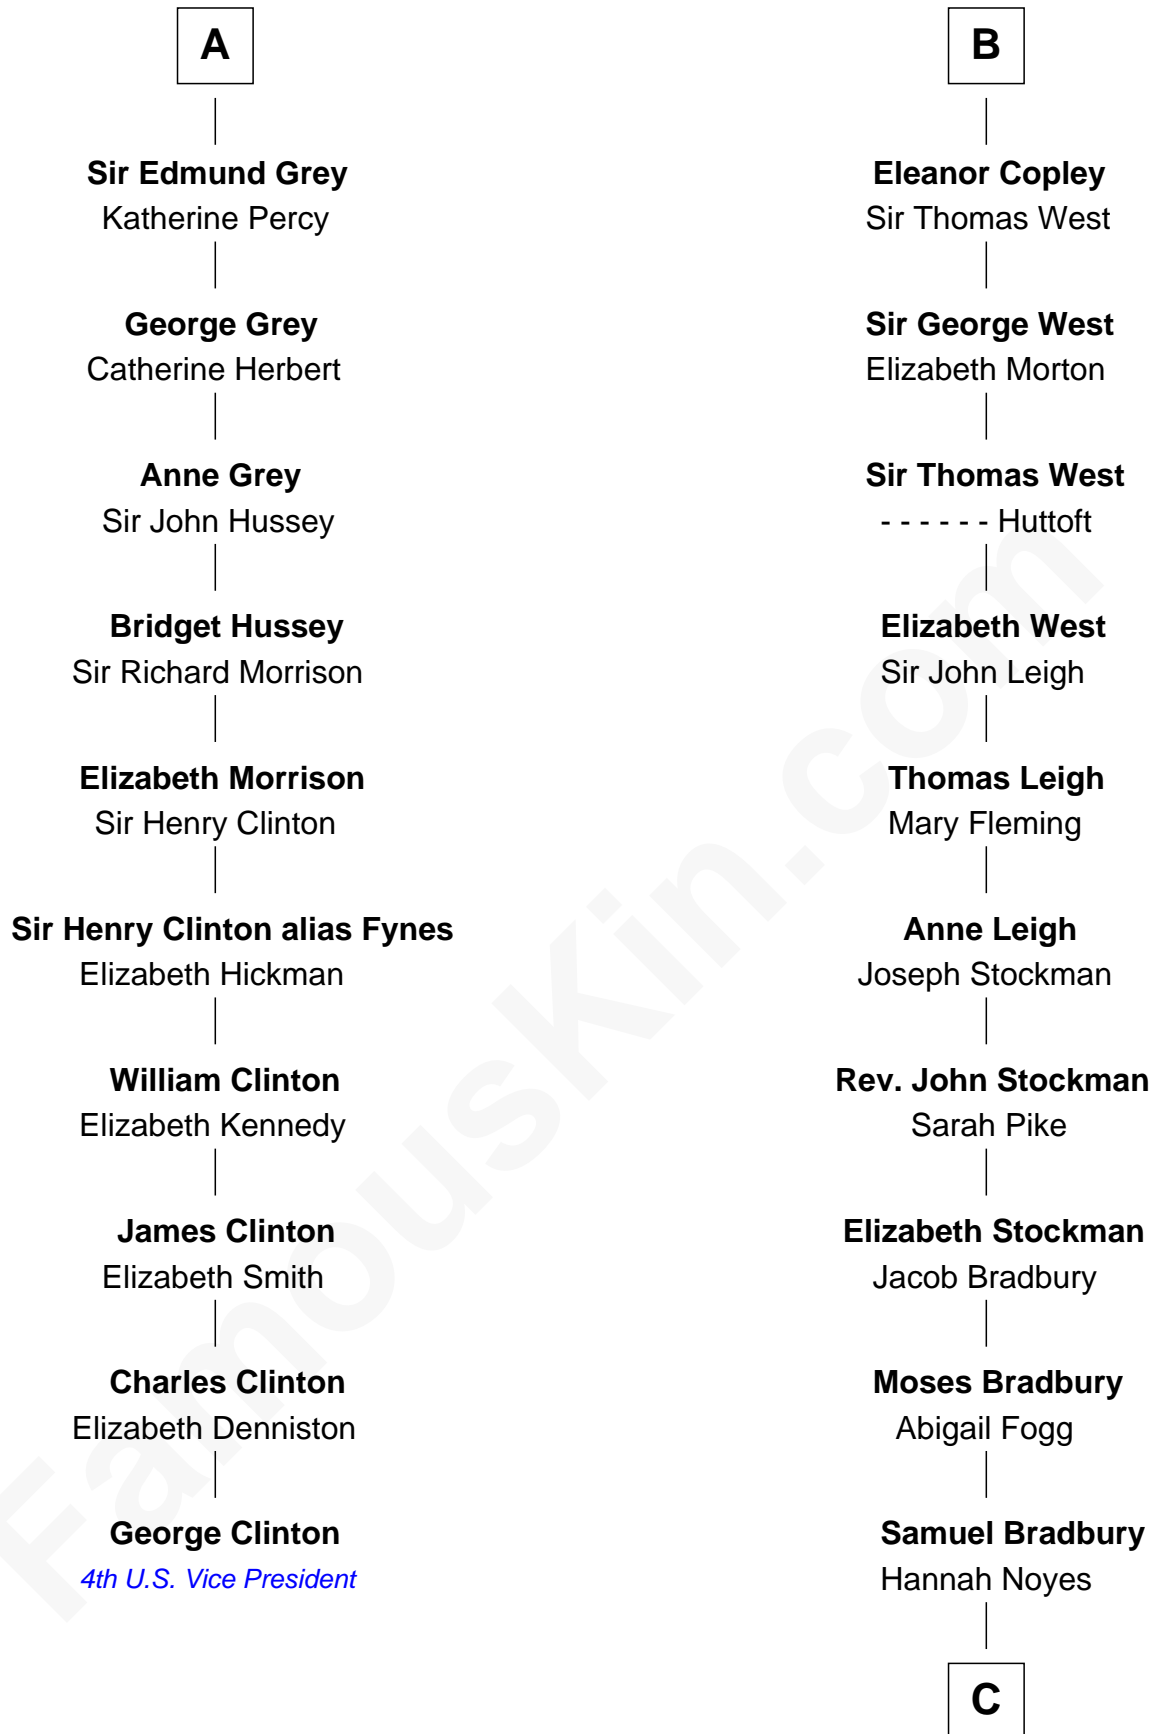 A
Sir Edmund Grey
Katherine Percy
George Grey
Catherine Herbert
Anne Grey
Sir John Hussey
Bridget Hussey
Sir Richard Morrison
Elizabeth Morrison
Sir Henry Clinton
Sir Henry Clinton alias Fynes
Elizabeth Hickman
William Clinton
Elizabeth Kennedy
James Clinton
Elizabeth Smith
Charles Clinton
Elizabeth Denniston
George Clinton
4th U.S. Vice President
B
Eleanor Copley
Sir Thomas West
Sir George West
Elizabeth Morton
Sir Thomas West
- - - - - - Huttoft
Elizabeth West
Sir John Leigh
Thomas Leigh
Mary Fleming
Anne Leigh
Joseph Stockman
Rev. John Stockman
Sarah Pike
Elizabeth Stockman
Jacob Bradbury
Moses Bradbury
Abigail Fogg
Samuel Bradbury
Hannah Noyes
C
FamousKin.com